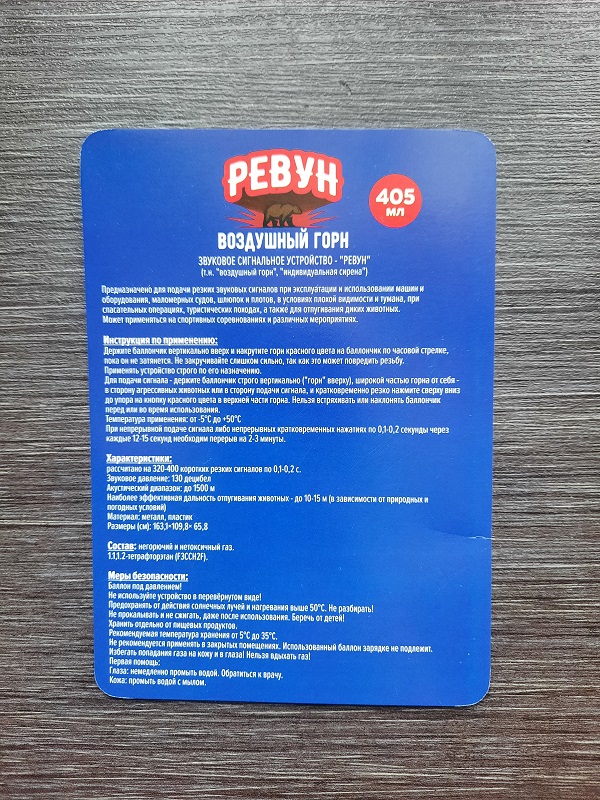 РЕВУН
405
МЛ
ВОЗДУШНЫЙ ГОРН
ЗВУКОВОЕ СИГНАЛЬНОЕ УСТРОЙСТВО - "РЕВУН"
(т.н. "воздушный горн", "индивидуальная сирена")
Предназначено для подачи резких звуковых сигналов при эксплуатации и использовании машин и
оборудования, маломерных судов, шлюпок и плотов, в условиях плохой видимости и тумана, при
спасательных операциях, туристических походах, а также для отпугивания диких животных.
Может применяться на спортивных соревнованиях и различных мероприятиях.
Инструкция по применению:
Держите баллончик вертикально вверх и накрутите горн красного цвета на баллончик по часовой стрелке,
пока он не затянется. Не закручивайте слишком сильно, так как это может повредить резьбу.
Применять устройство строго по его назначению.
Для подачи сигнала - держите баллончик строго вертикально ("горн" вверху), широкой частью горна от себя -
в сторону агрессивных животных или в сторону подачи сигнала, и кратковременно резко нажмите сверху вниз
до упора на кнопку красного цвета в верхней части горна. Нельзя встряхивать или наклонять баллончик
перед или во время использования.
Температура применения: от -5°С до +50°С
При непрерывной подаче сигнала либо непрерывных кратковременных нажатиях по 0,1-0,2 секунды через
каждые 12-15 секунд необходим перерыв на 2-3 минуты.
Характеристики:
рассчитано на 320-400 коротких резких сигналов по 0,1-0,2 с.
Звуковое давление: 130 децибел
Акустический диапазон: до 1500 м
Наиболее эффективная дальность отпугивания животных - до 10-15 м (в зависимости от природных и
погодных условий)
Материал: металл, пластик
Размеры (см): 163,1×109,8× 65,8
Состав: негорючий и нетоксичный газ.
1.1.1.2-тетрафторэтан (F3CCH2F).
Меры безопасности:
Баллон под давлением!
Не используйте устройство в перевёрнутом виде!
Предохранять от действия солнечных лучей и нагревания выше 50°С. Не разбирать!
Не прокалывать и не сжигать, даже после использования. Беречь от детей!
Хранить отдельно от пищевых продуктов.
Рекомендуемая температура хранения от 5°С до 35°С.
Не рекомендуется применять в закрытых помещениях. Использованный баллон зарядке не подлежит.
Избегать попадания газа на кожу и в глаза! Нельзя вдыхать газ!
Первая помощь:
Глаза: немедленно промыть водой. Обратиться к врачу.
Кожа: промыть водой с мылом.